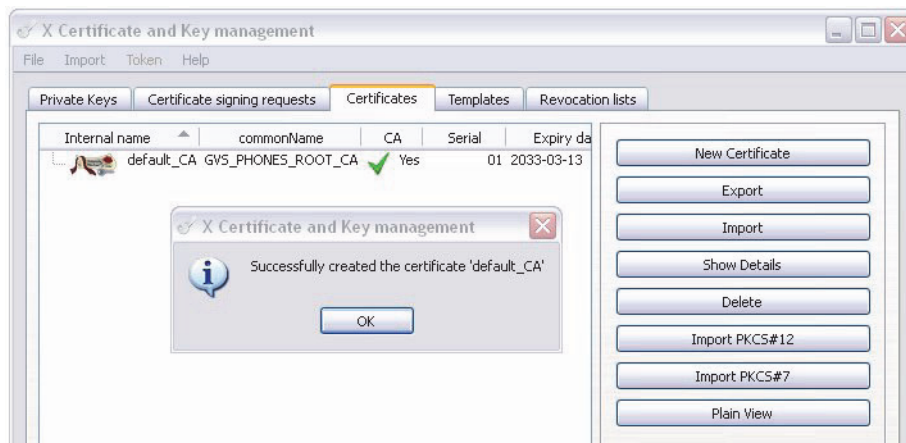 X Certificate and Key management
File Import Token Help
Private Keys Certificate signing requests Certificates Templates Revocation lists
Internal name commonName CA Serial Expiry da
default_CA GVS_PHONES_ROOT_CA Yes 01 2033-03-13
New Certificate
Export
Import
Show Details
Delete
Import PKCS#12
Import PKCS#7
Plain View
X Certificate and Key management
Successfully created the certificate 'default_CA'
OK